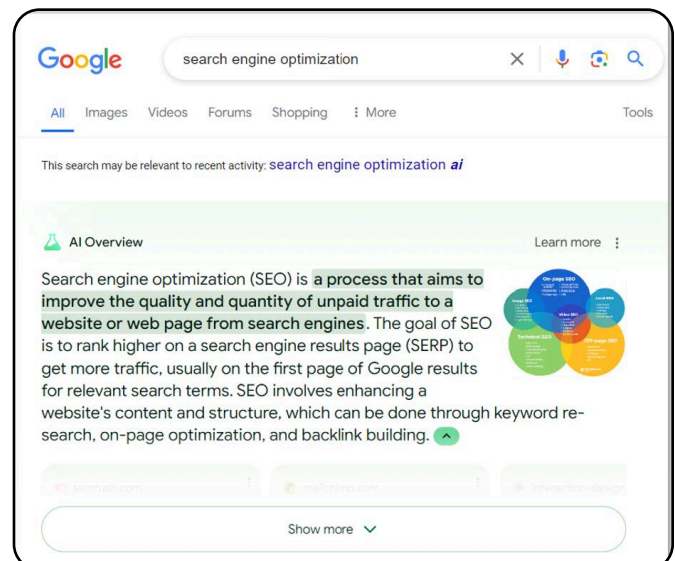 Google
search engine optimization
All Images Videos Forums Shopping More Tools
This search may be relevant to recent activity: search engine optimization ai
AI Overview Learn more
Search engine optimization (SEO) is a process that aims to
improve the quality and quantity of unpaid traffic to a
website or web page from search engines. The goal of SEO
is to rank higher on a search engine results page (SERP) to
get more traffic, usually on the first page of Google results
for relevant search terms. SEO involves enhancing a
website's content and structure, which can be done through keyword re-
search, on-page optimization, and backlink building.
On-page SEO
Image SEO
Local SEO
Video SEO
Technical SEO
Off-page SEO
semrush.com mailchimp.com interaction-design
Show more